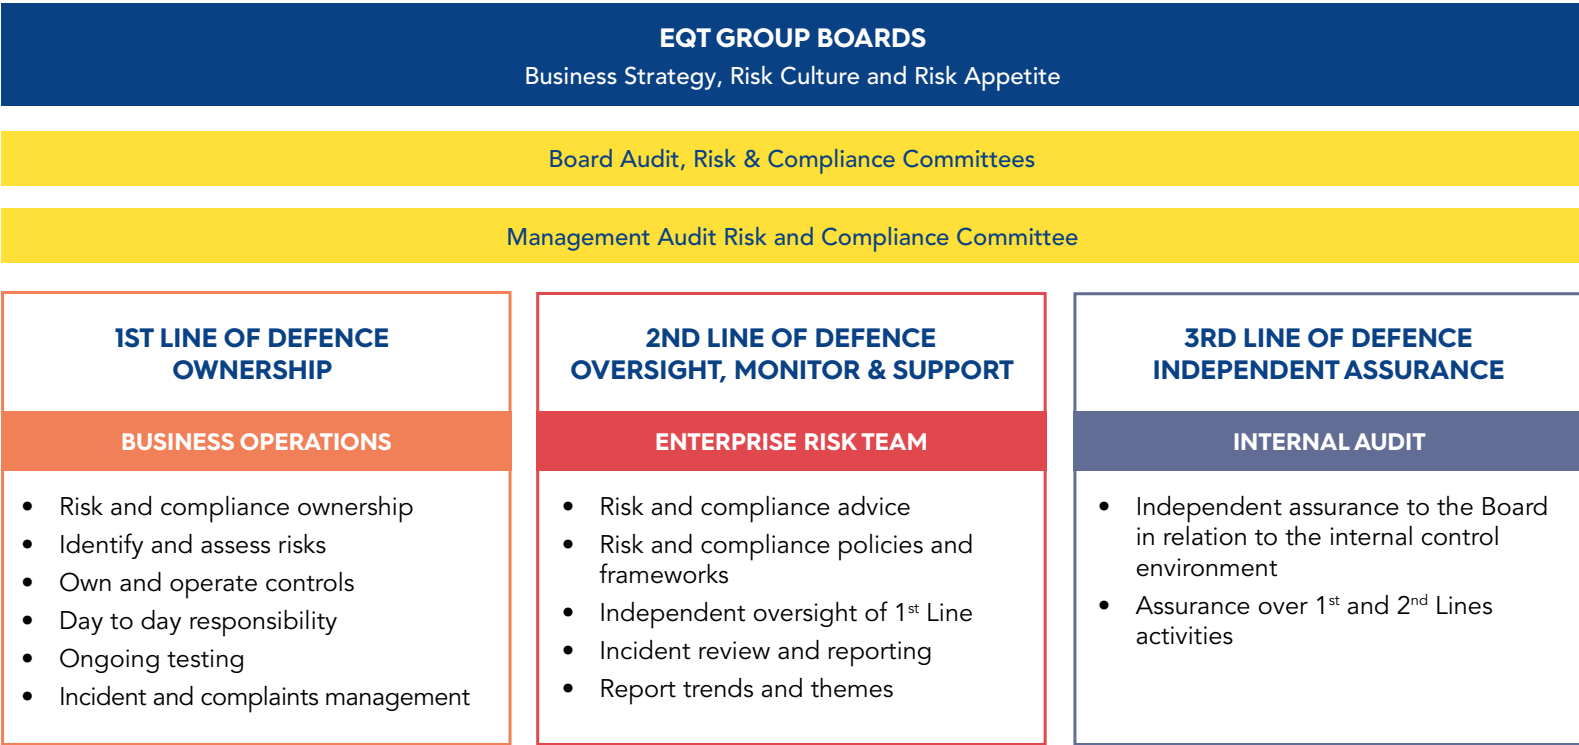 EQT GROUP BOARDS
Business Strategy, Risk Culture and Risk Appetite
Board Audit, Risk & Compliance Committees
Management Audit Risk and Compliance Committee
1ST LINE OF DEFENCE
OWNERSHIP
BUSINESS OPERATIONS
• Risk and compliance ownership
• Identify and assess risks
• Own and operate controls
• Day to day responsibility
• Ongoing testing
• Incident and complaints management
2ND LINE OF DEFENCE
OVERSIGHT, MONITOR & SUPPORT
ENTERPRISE RISK TEAM
• Risk and compliance advice
• Risk and compliance policies and
frameworks
• Independent oversight of 1st Line
• Incident review and reporting
• Report trends and themes
3RD LINE OF DEFENCE
INDEPENDENT ASSURANCE
INTERNAL AUDIT
• Independent assurance to the Board
in relation to the internal control
environment
• Assurance over 1st and 2nd Lines
activities